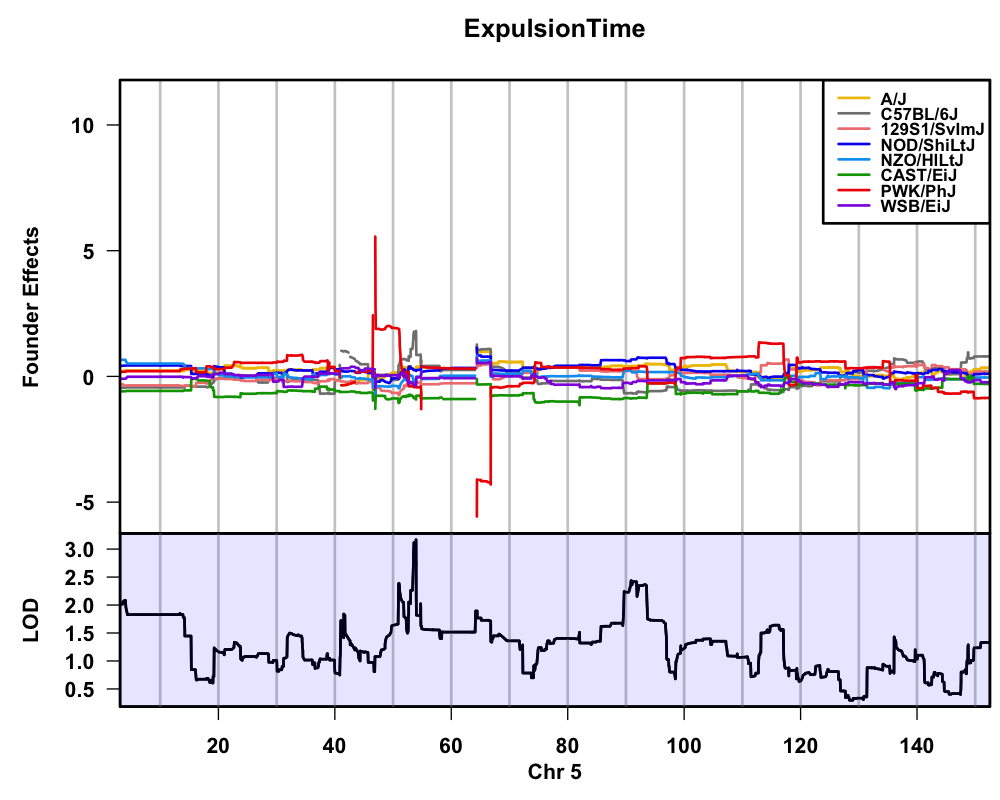 ExpulsionTime
A/J
C57BL/6J
129S1/SvImJ
NOD/ShiLtJ
NZO/HlLtJ
CAST/EiJ
PWK/PhJ
WSB/EiJ
10
5
0
-5
Founder Effects
3.0
2.5
2.0
1.5
1.0
0.5
LOD
20 40 60 80 100 120 140
Chr 5